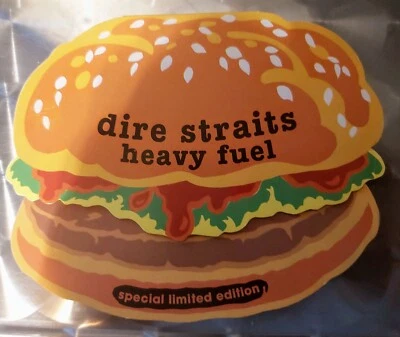 dire straits
heavy fuel
special limited edition